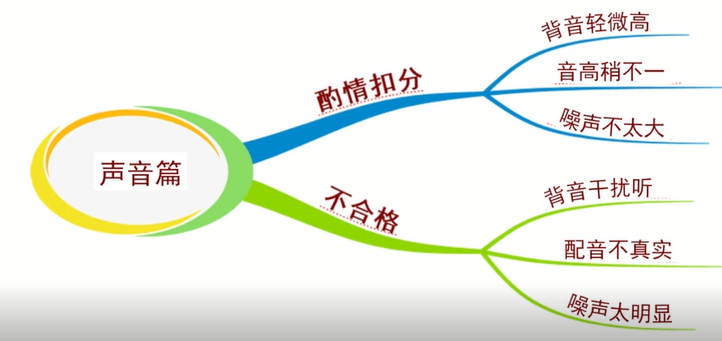 声音篇
酌情扣分
背音轻微高
音高稍不一
噪声不太大
不合格
背音干扰听
配音不真实
噪声太明显